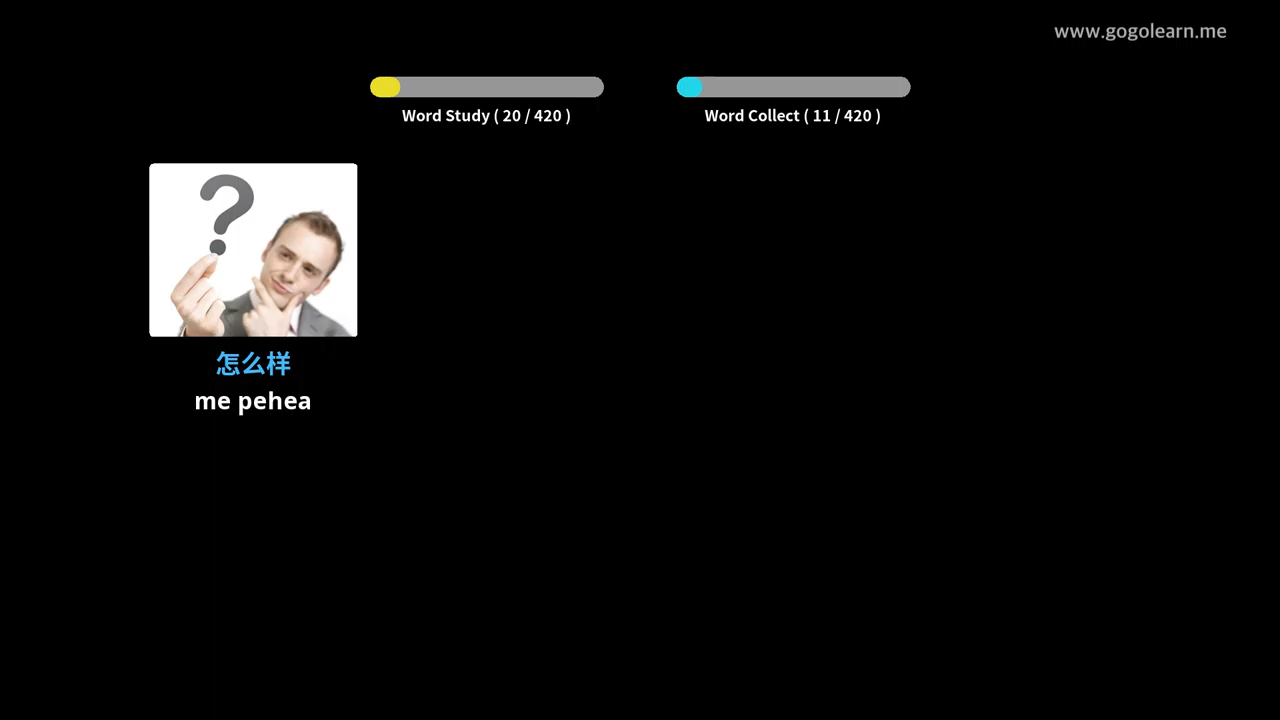 www.gogolearn.me
Word Study ( 20 / 420 )
Word Collect ( 11 / 420 )
?
怎么样
me pehea